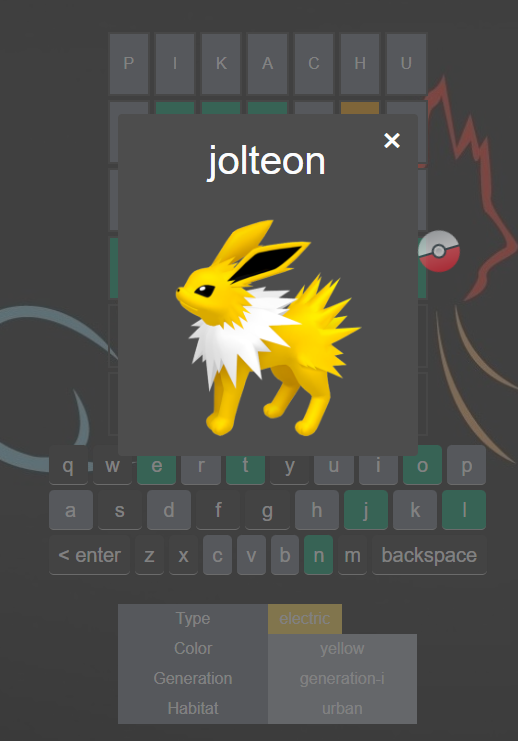 P I K A C H U
×
jolteon
q w e r t y u i o p
a s d f g h j k l
< enter z x c v b n m backspace
Type electric
Color yellow
Generation generation-i
Habitat urban